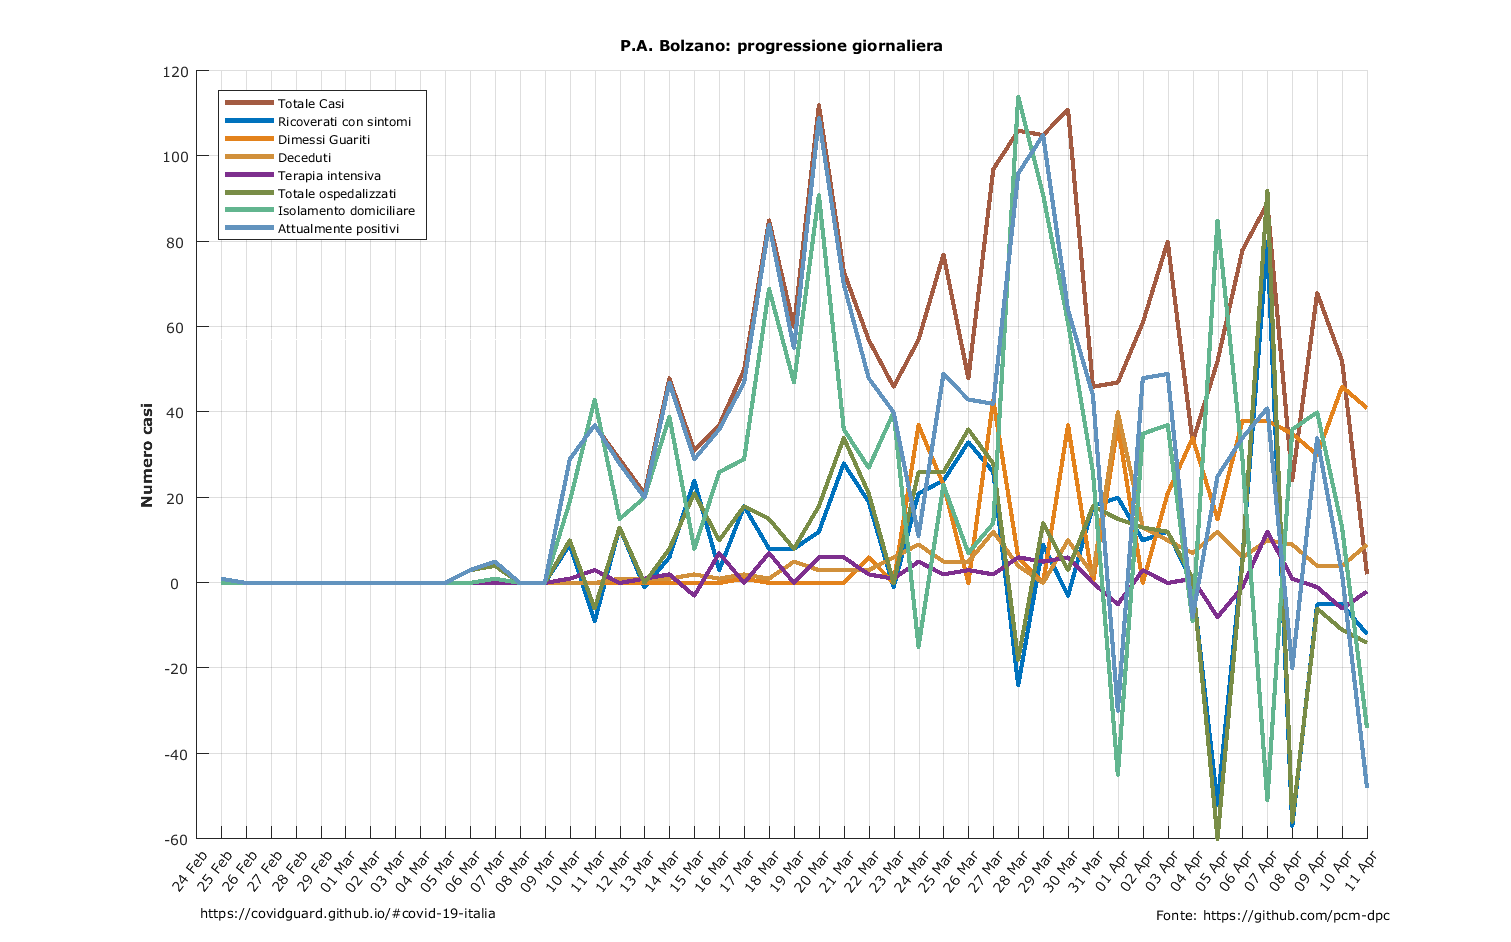 P.A. Bolzano: progressione giornaliera
120
100
80
60
40
20
0
-20
-40
-60
Numero casi
Totale Casi
Ricoverati con sintomi
Dimessi Guariti
Deceduti
Terapia intensiva
Totale ospedalizzati
Isolamento domiciliare
Attualmente positivi
24 Feb
25 Feb
26 Feb
27 Feb
28 Feb
29 Feb
01 Mar
02 Mar
03 Mar
04 Mar
05 Mar
06 Mar
07 Mar
08 Mar
09 Mar
10 Mar
11 Mar
12 Mar
13 Mar
14 Mar
15 Mar
16 Mar
17 Mar
18 Mar
19 Mar
20 Mar
21 Mar
22 Mar
23 Mar
24 Mar
25 Mar
26 Mar
27 Mar
28 Mar
29 Mar
30 Mar
31 Mar
01 Apr
02 Apr
03 Apr
04 Apr
05 Apr
06 Apr
07 Apr
08 Apr
09 Apr
10 Apr
11 Apr
https://covidguard.github.io/#covid-19-italia
Fonte: https://github.com/pcm-dpc